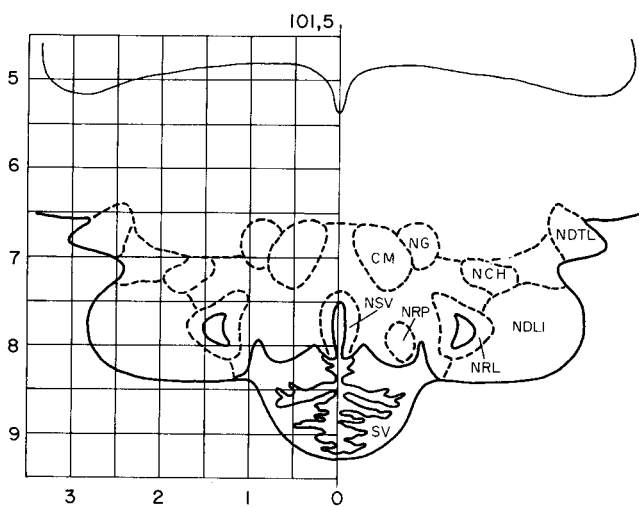 101,5
5
6
7
8
9
NDTL
NG
CM
NCH
NSV
NRP
NDLI
NRL
SV
3 2 1 0